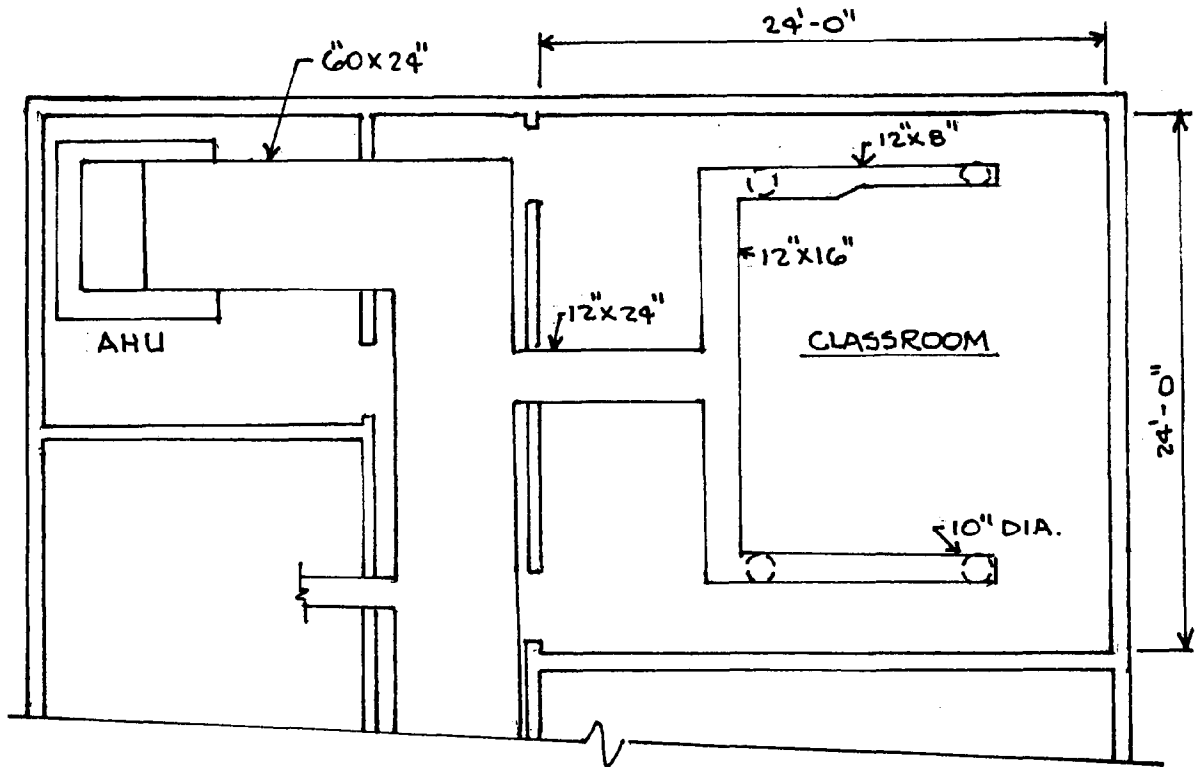 24'-0"
60"X24"
12"X8"
12"X16"
12"X24"
AHU
CLASSROOM
24'-0"
10" DIA.